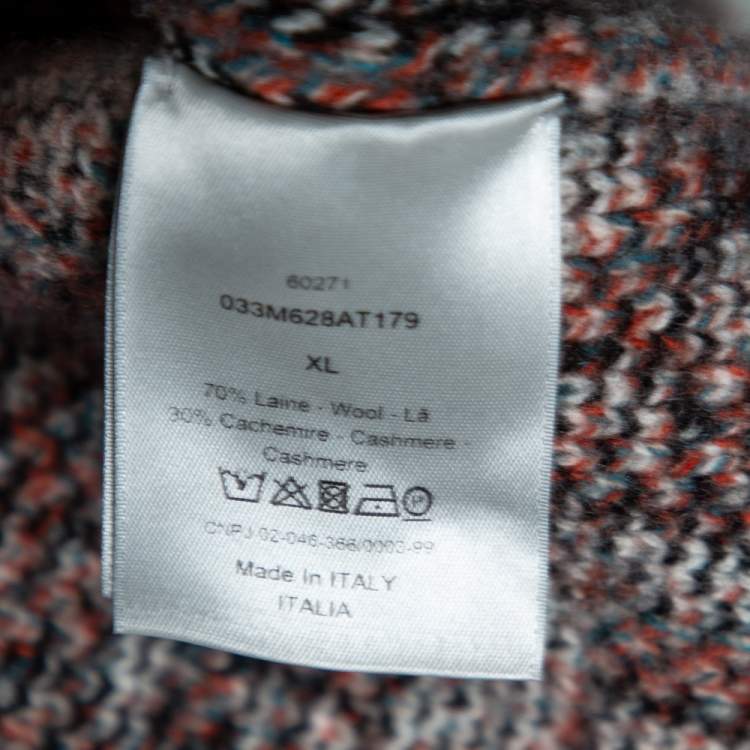 60271
033M628AT179
XL
70% Laine - Wool - Lã
30% Cachemire - Cashmere -
Cashmere
CNPJ 02-046-366/0003-99
Made in ITALY
ITALIA